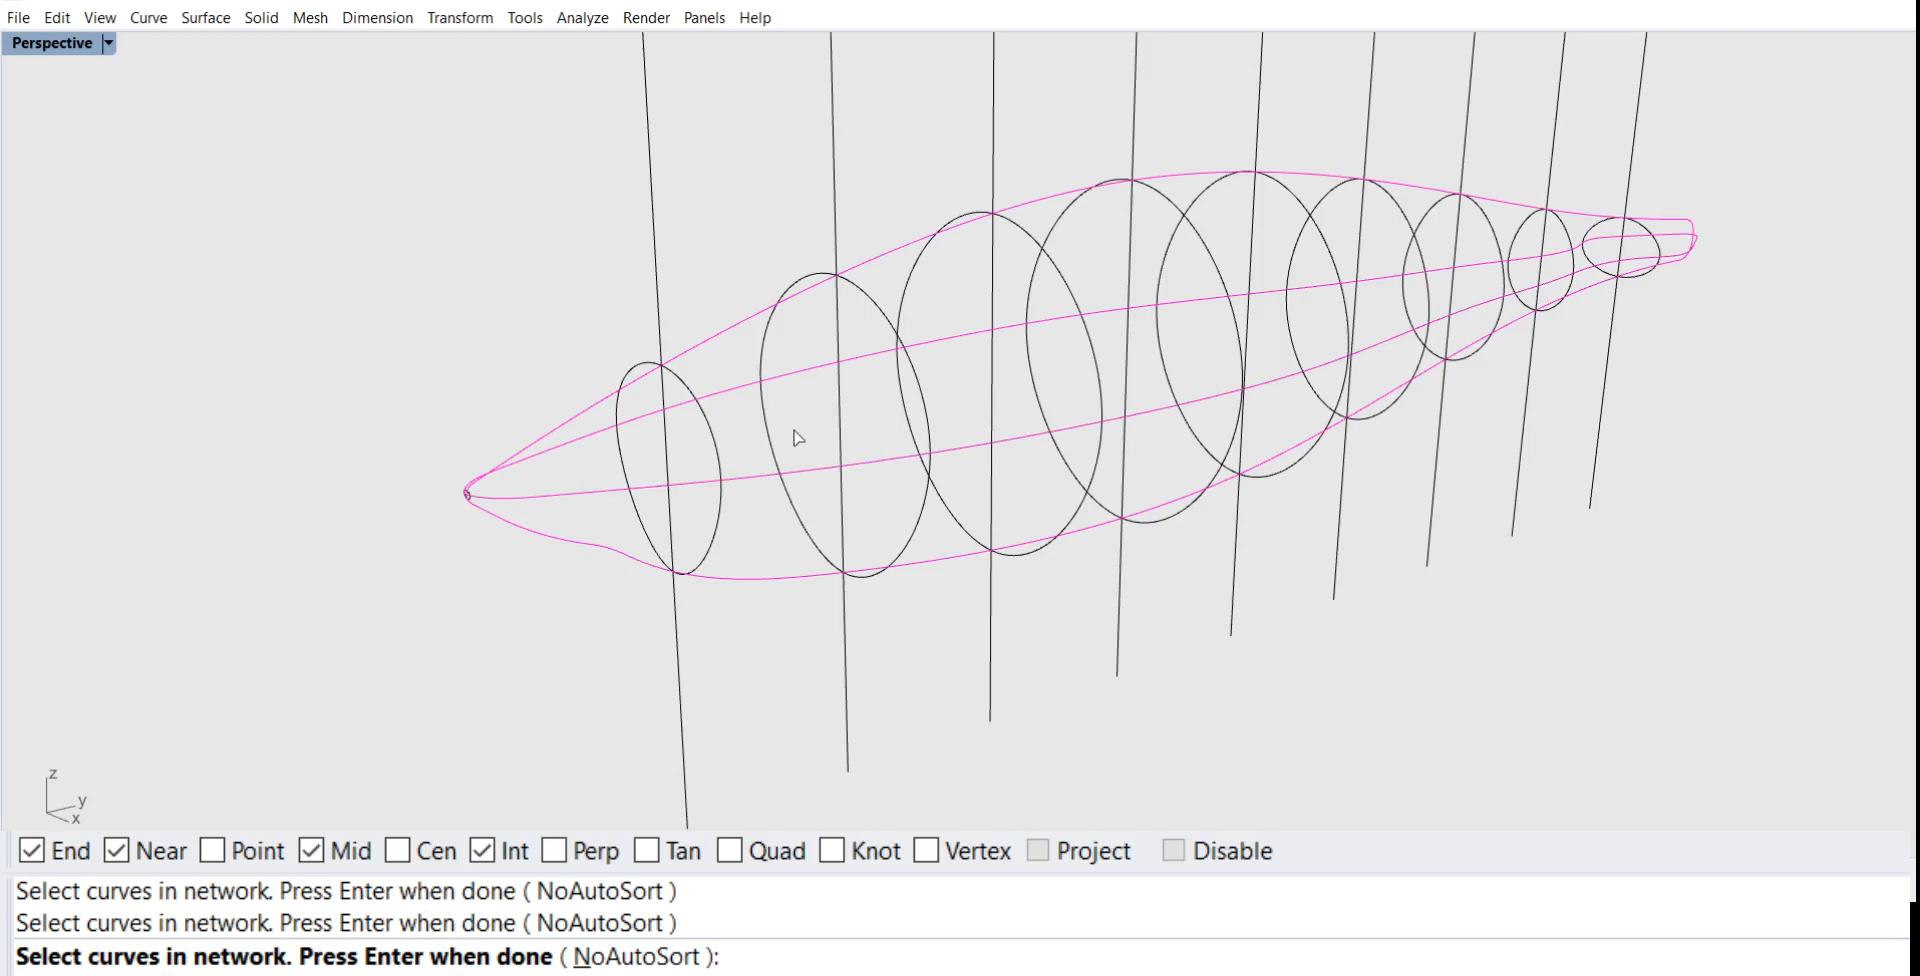 File Edit View Curve Surface Solid Mesh Dimension Transform Tools Analyze Render Panels Help
Perspective
z
y
x
End Near Point Mid Cen Int Perp Tan Quad Knot Vertex Project Disable
Select curves in network. Press Enter when done ( NoAutoSort )
Select curves in network. Press Enter when done ( NoAutoSort )
Select curves in network. Press Enter when done ( NoAutoSort ):